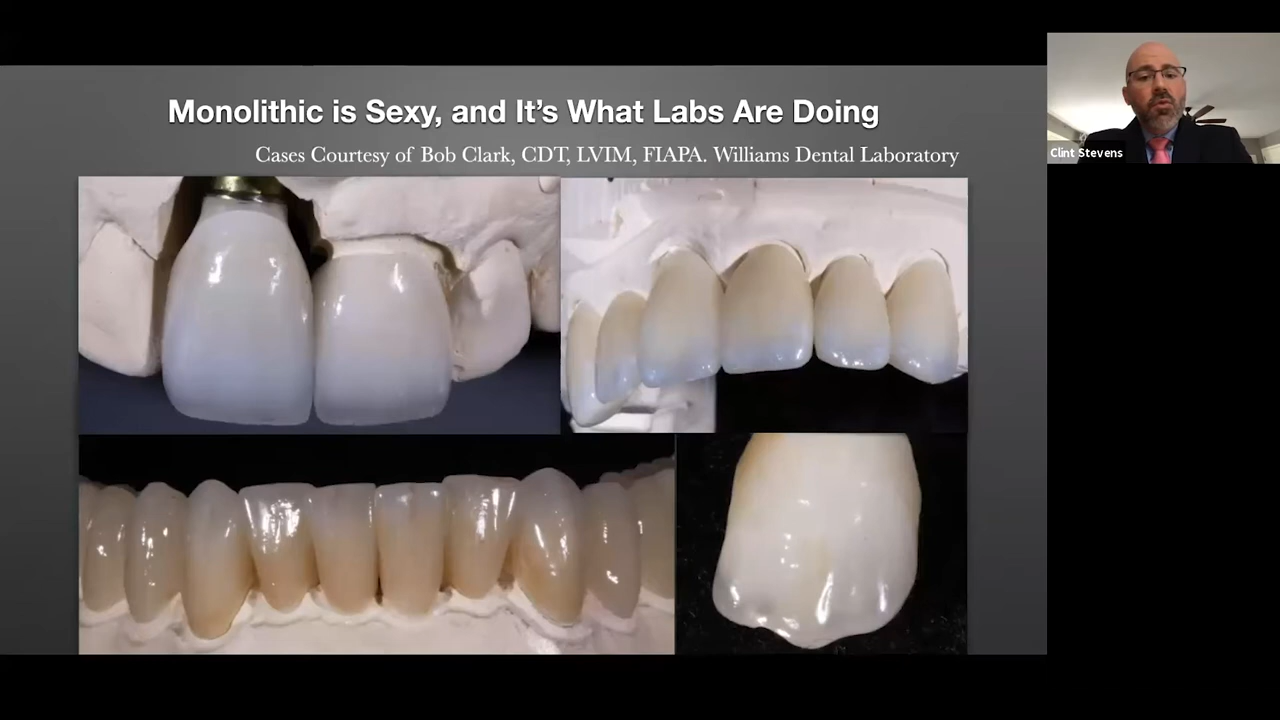 Monolithic is Sexy, and It's What Labs Are Doing
Cases Courtesy of Bob Clark, CDT, LVIM, FIAPA. Williams Dental Laboratory
Clint Stevens